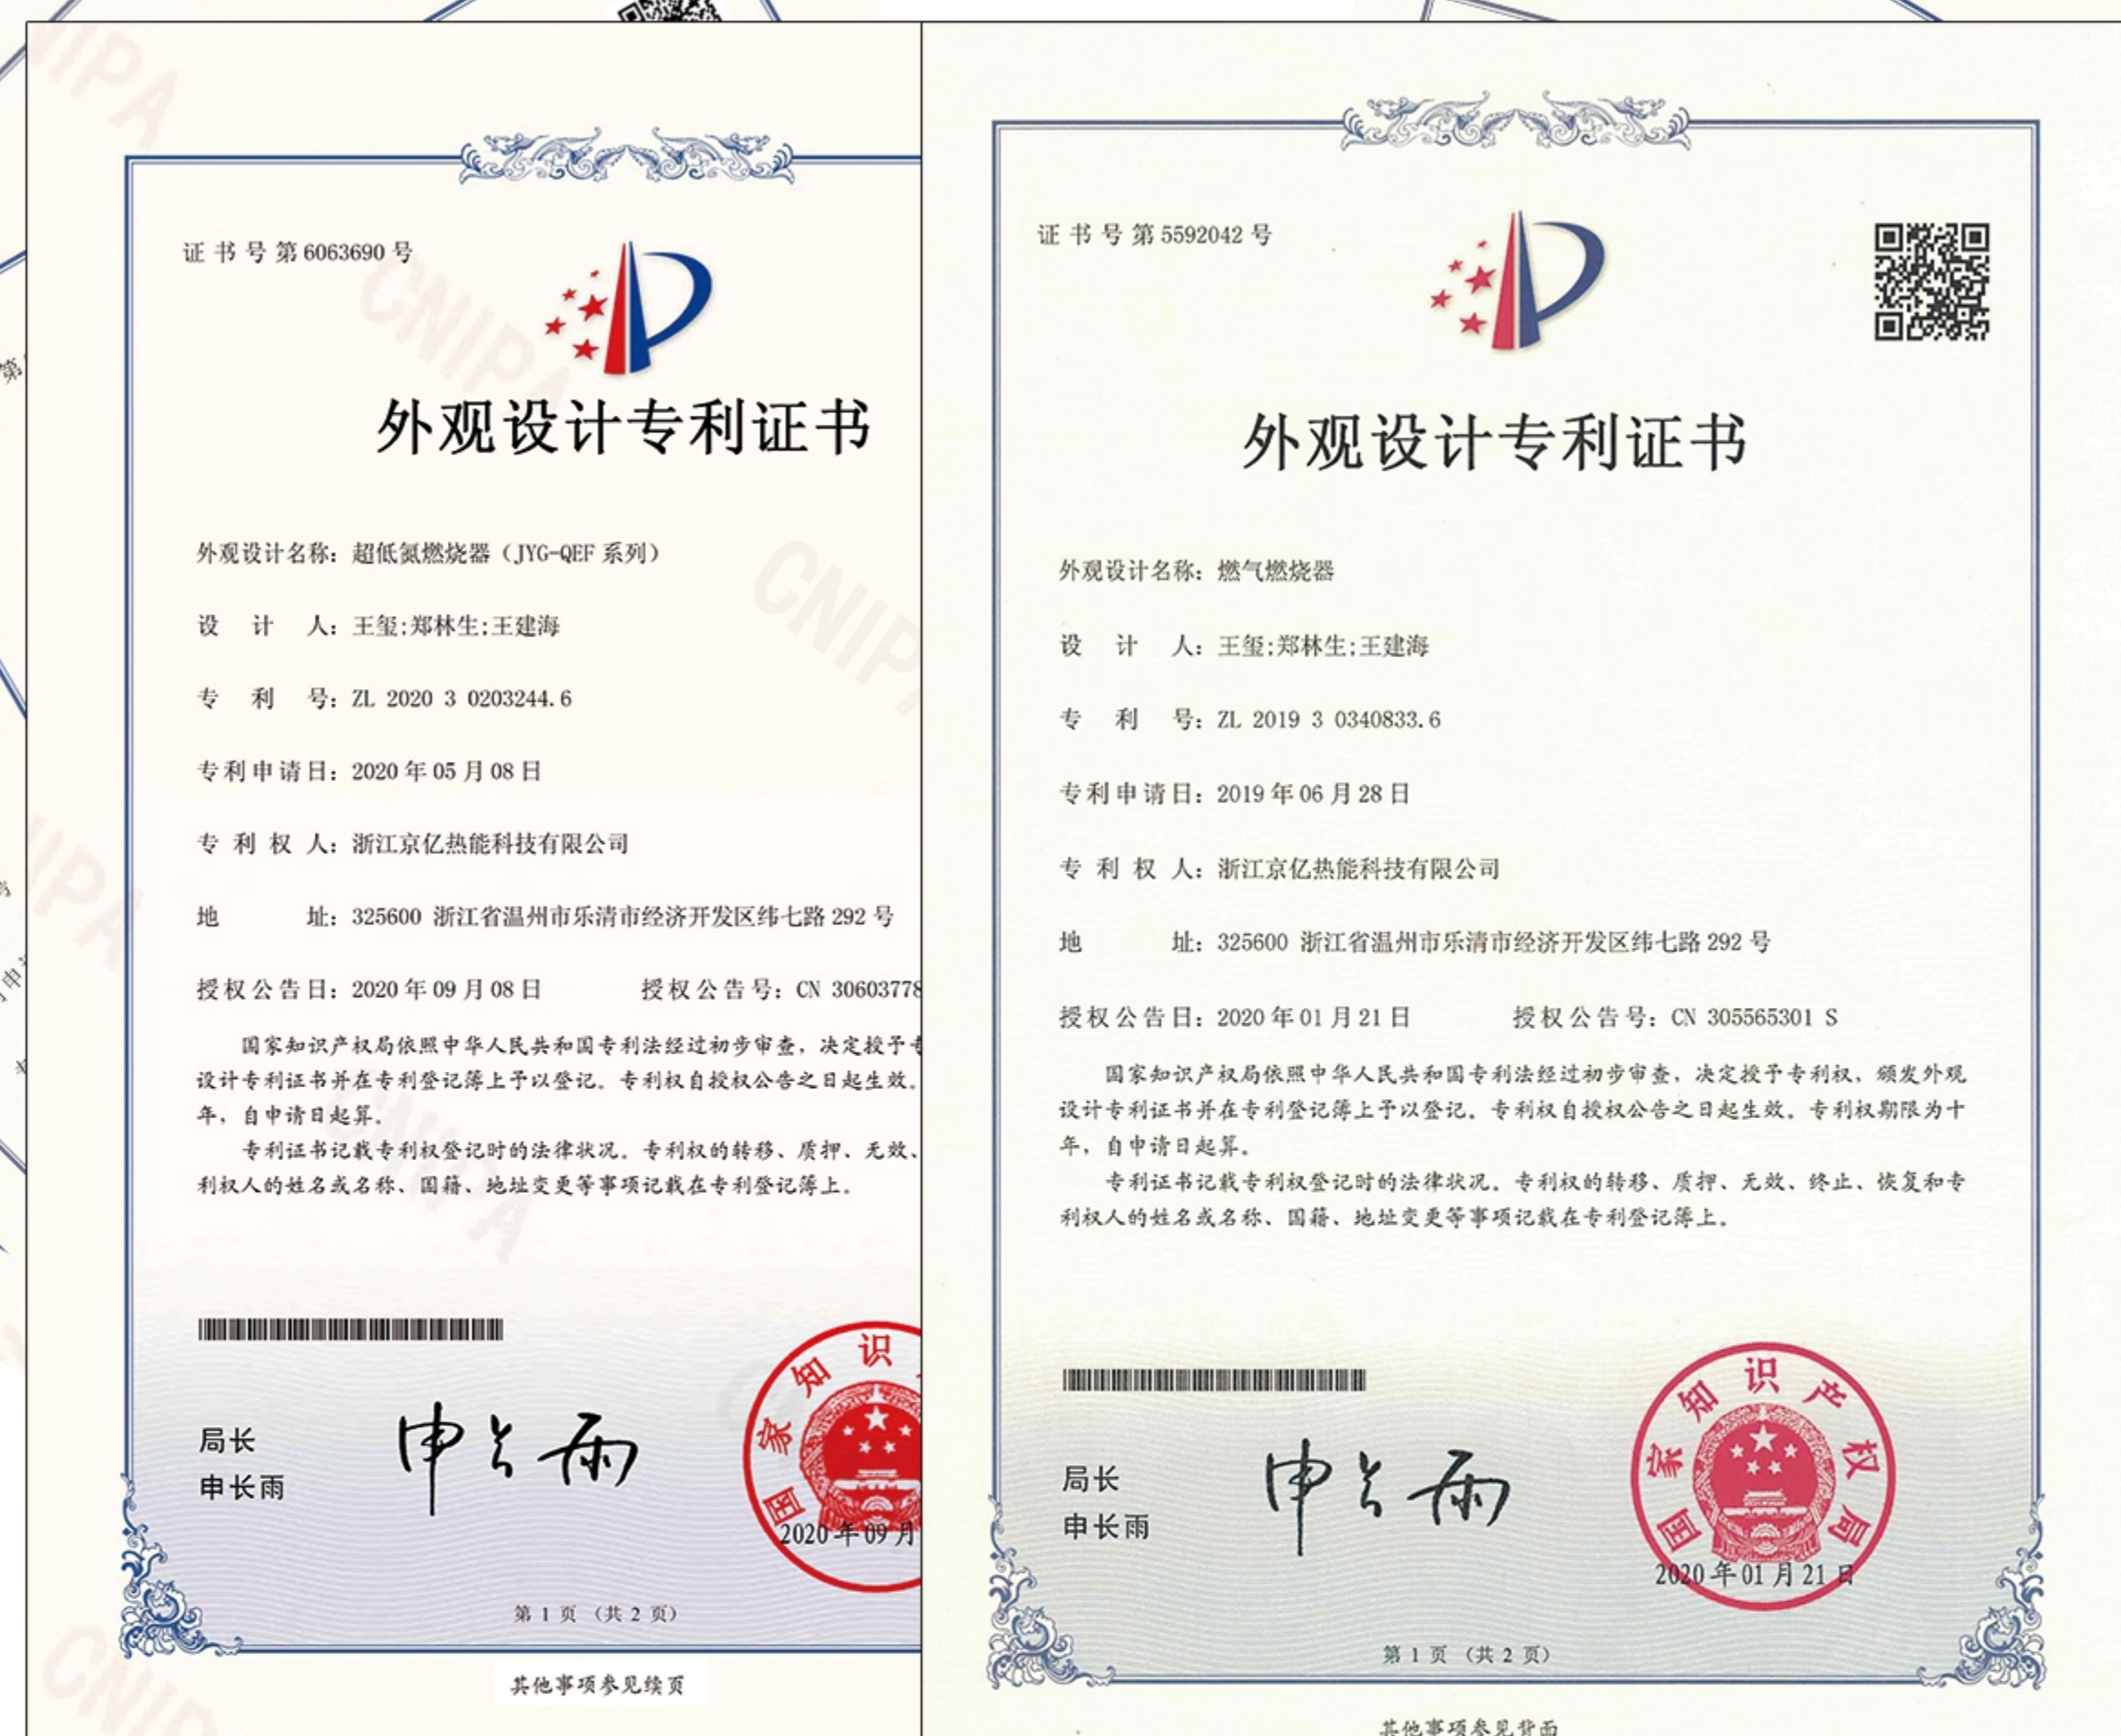 证书号第6063690号
外观设计专利证书
外观设计名称：超低氮燃烧器（JYG-QEF系列）
设计人：王玺;郑林生;王建海
专利号：ZL 2020 3 0203244.6
专利申请日：2020年05月08日
专利权人：浙江京亿热能科技有限公司
地址：325600 浙江省温州市乐清市经济开发区纬七路292号
授权公告日：2020年09月08日 授权公告号：CN 30603778
国家知识产权局依照中华人民共和国专利法经过初步审查，决定授予专
设计专利证书并在专利登记簿上予以登记。专利权自授权公告之日起生效。
年，自申请日起算。
专利证书记载专利权登记时的法律状况。专利权的转移、质押、无效、
利权人的姓名或名称、国籍、地址变更等事项记载在专利登记簿上。
局长
申长雨
申长雨
国家知识
2020年09月
第1页（共2页）
其他事项参见续页
证书号第5592042号
外观设计专利证书
外观设计名称：燃气燃烧器
设计人：王玺;郑林生;王建海
专利号：ZL 2019 3 0340833.6
专利申请日：2019年06月28日
专利权人：浙江京亿热能科技有限公司
地址：325600 浙江省温州市乐清市经济开发区纬七路292号
授权公告日：2020年01月21日 授权公告号：CN 305565301 S
国家知识产权局依照中华人民共和国专利法经过初步审查，决定授予专利权，颁发外观
设计专利证书并在专利登记簿上予以登记。专利权自授权公告之日起生效。专利权期限为十
年，自申请日起算。
专利证书记载专利权登记时的法律状况。专利权的转移、质押、无效、终止、恢复和专
利权人的姓名或名称、国籍、地址变更等事项记载在专利登记簿上。
局长
申长雨
申长雨
国家知识产权局
2020年01月21日
第1页（共2页）
其他事项参见背面
CNIPA
CNIPA
CNIPA